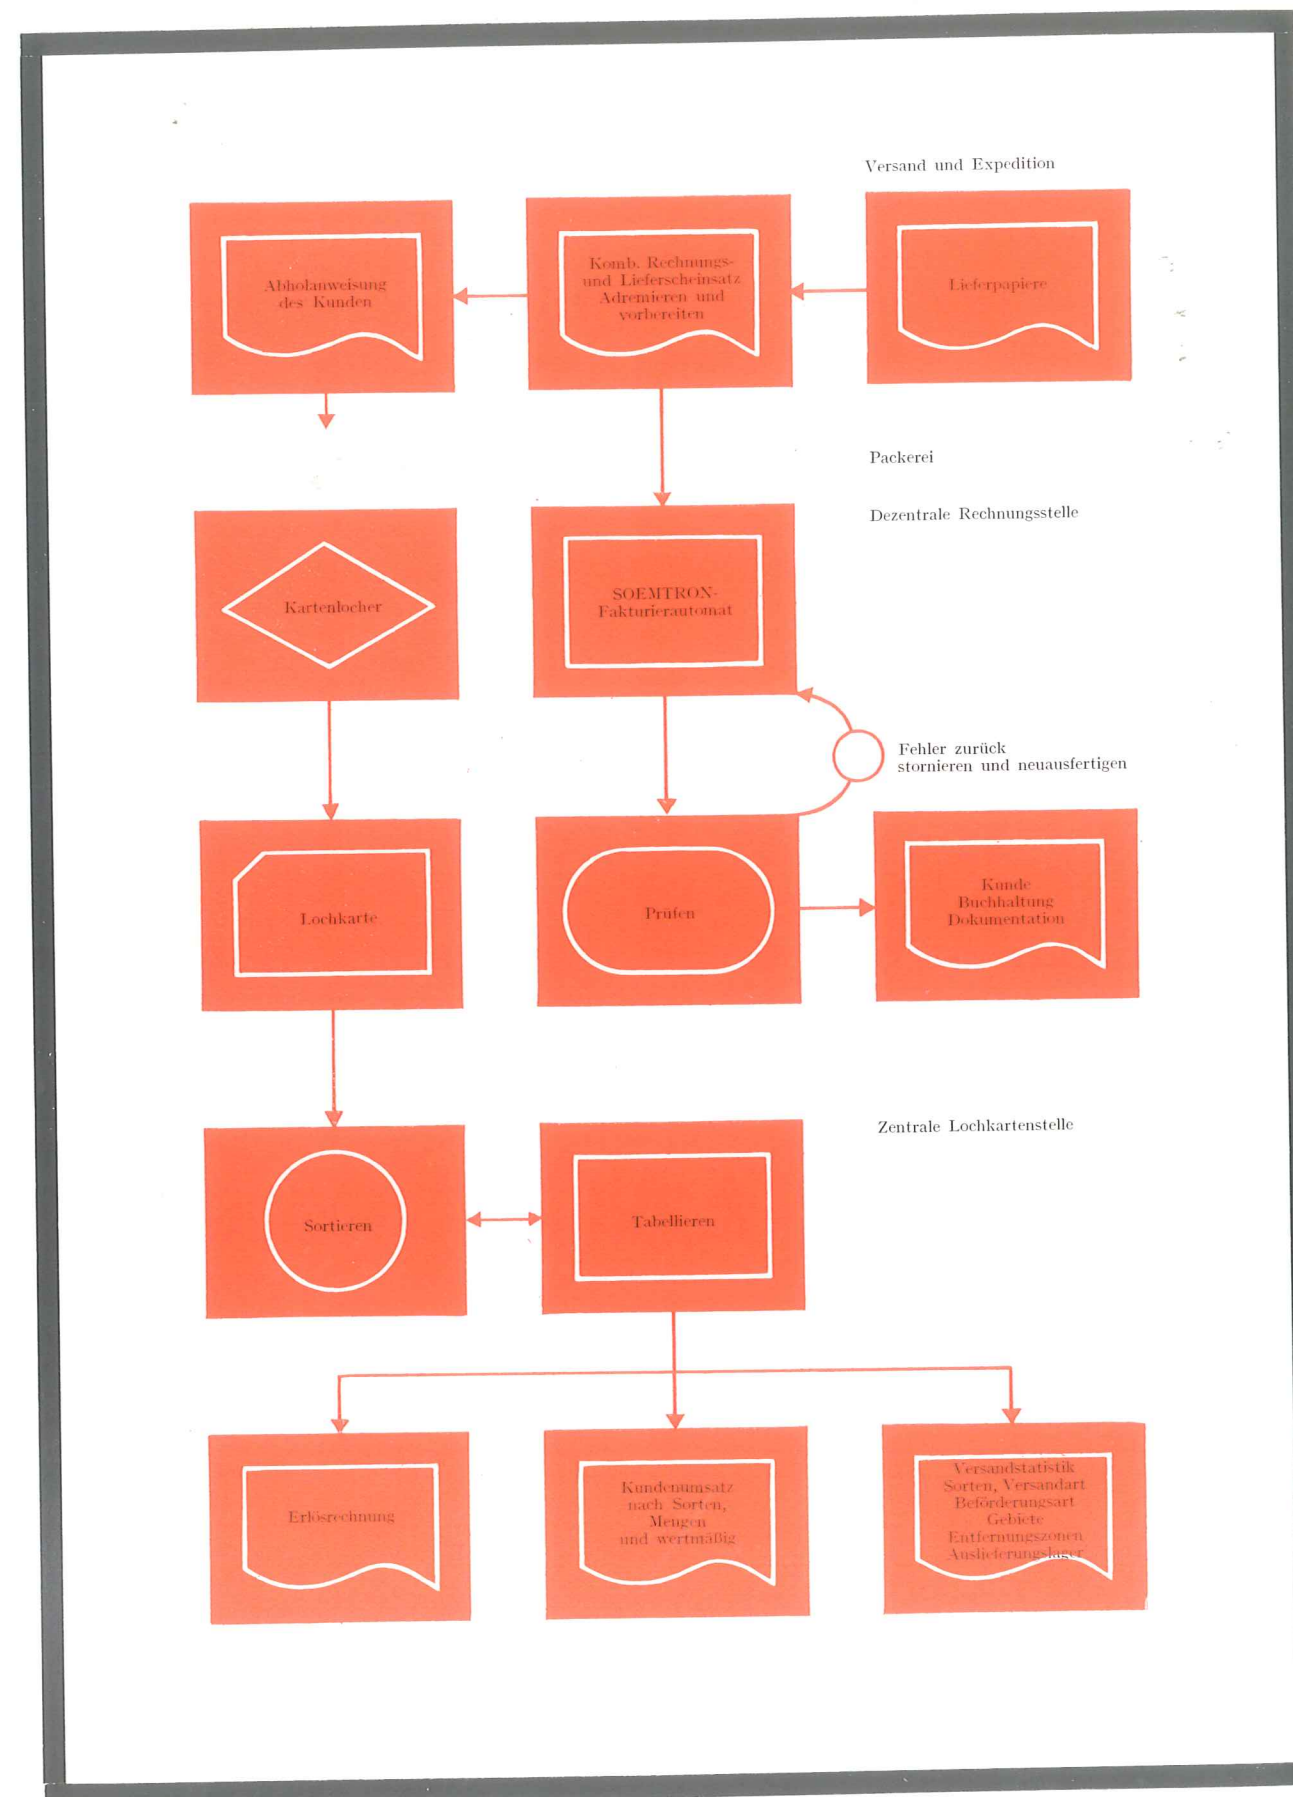 Versand und Expedition
Abholanweisung
des Kunden
Komb. Rechnungs-
und Lieferscheinsatz
Adremieren und
vorbereiten
Lieferpapiere
Packerei
Dezentrale Rechnungsstelle
Kartenlocher
SOEMTRON-
Fakturierautomat
Fehler zurück
stornieren und neuausfertigen
Lochkarte
Prüfen
Kunde
Buchhaltung
Dokumentation
Zentrale Lochkartenstelle
Sortieren
Tabellieren
Erlösrechnung
Kundenumsatz
nach Sorten,
Mengen
und wertmäßig
Versandstatistik
Sorten, Versandart
Beförderungsart
Gebiete
Entfernungszonen
Auslieferungslager